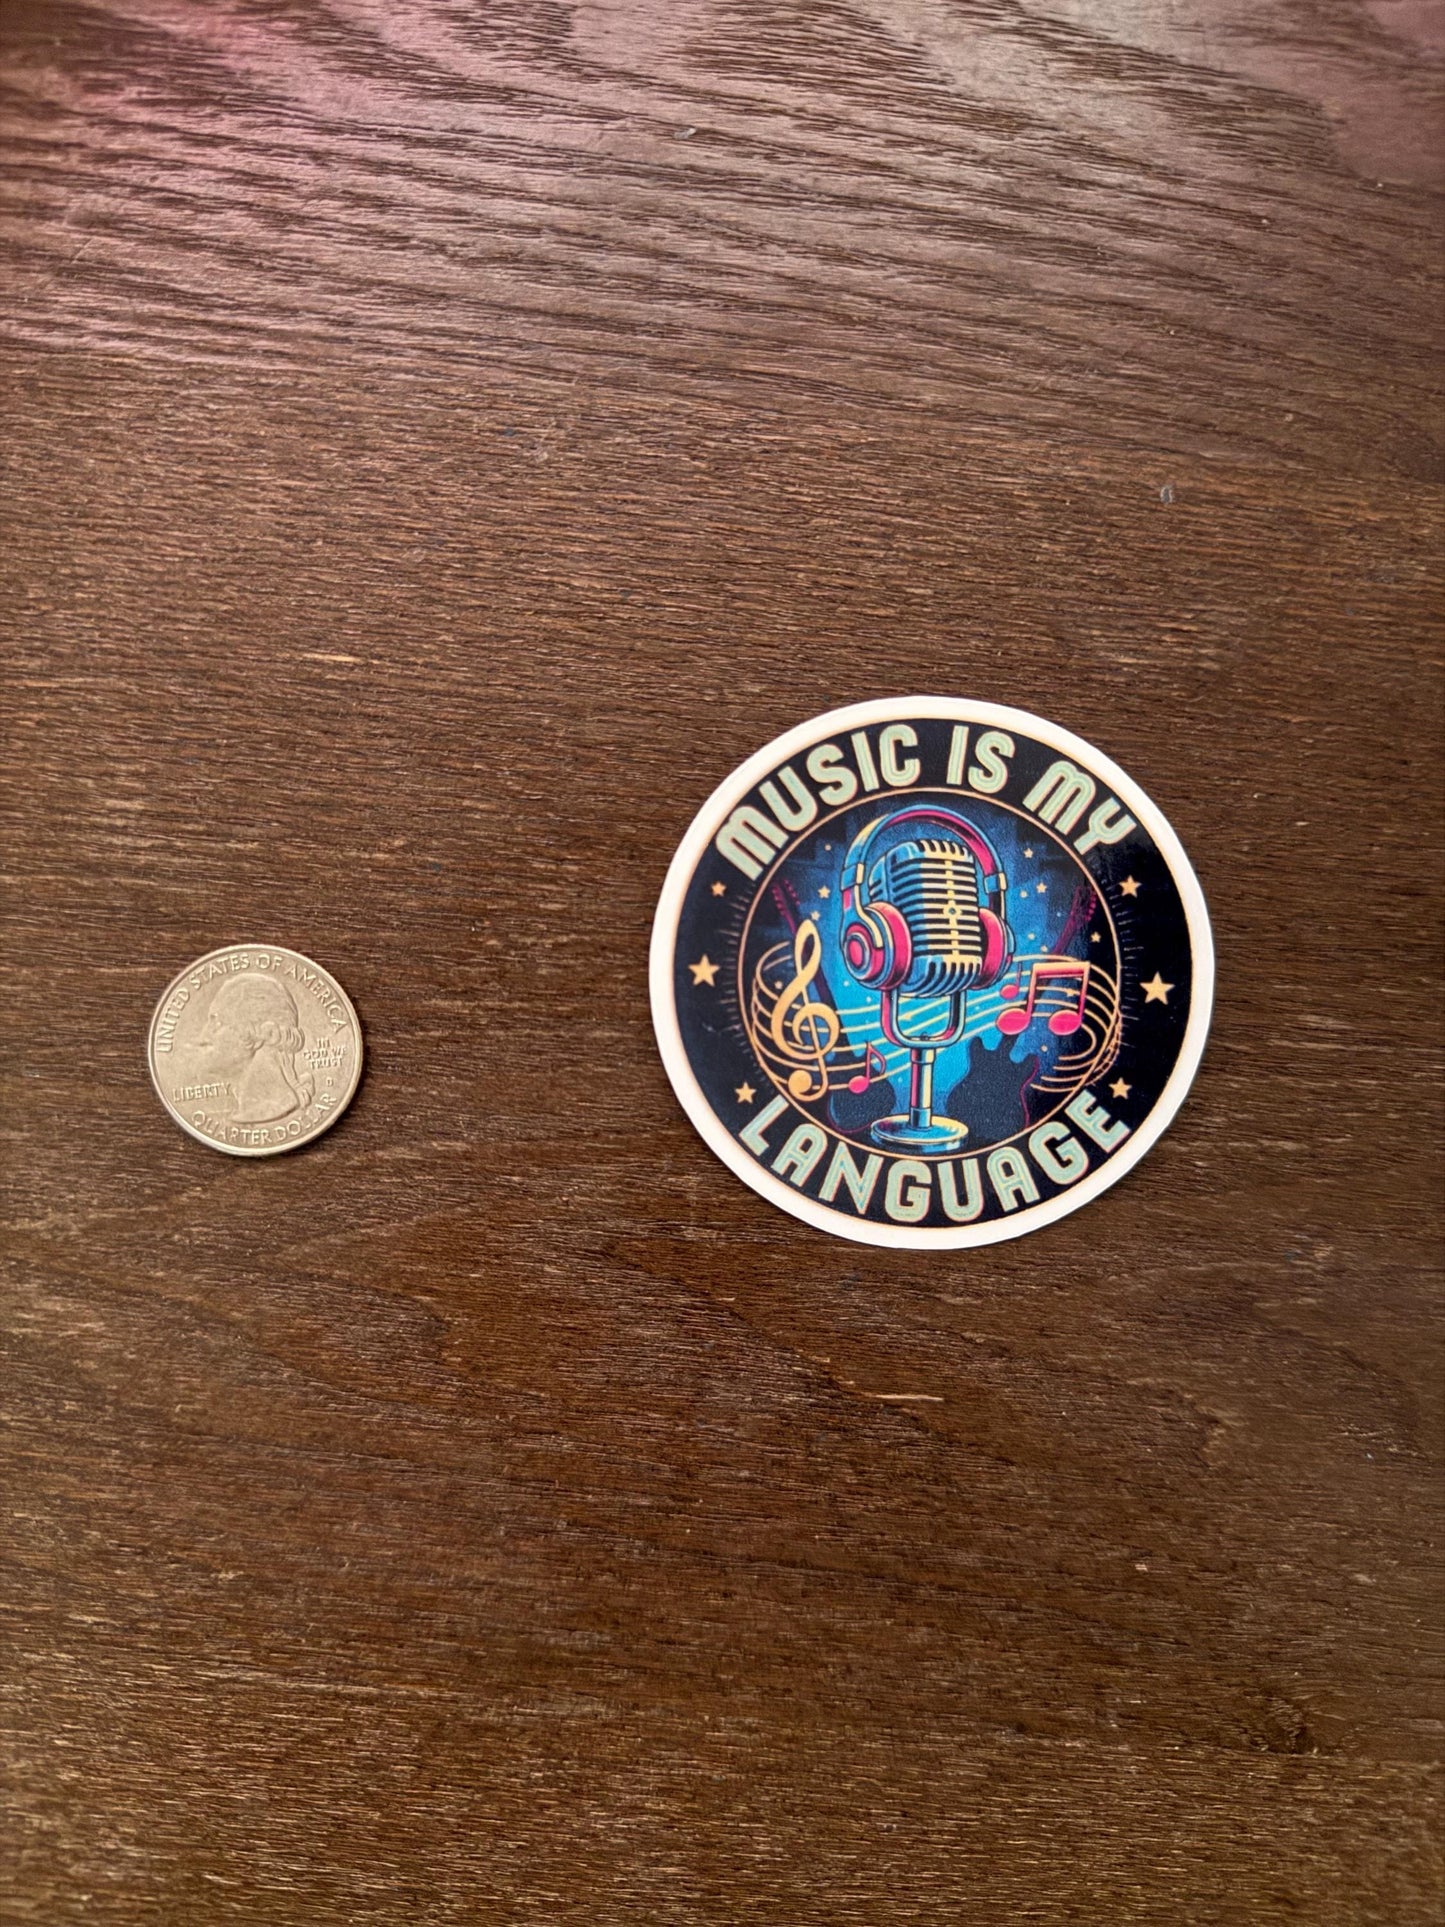 UNITED STATES OF AMERICA
LIBERTY
IN
GOD WE
TRUST
D
QUARTER DOLLAR
MUSIC IS MY
LANGUAGE